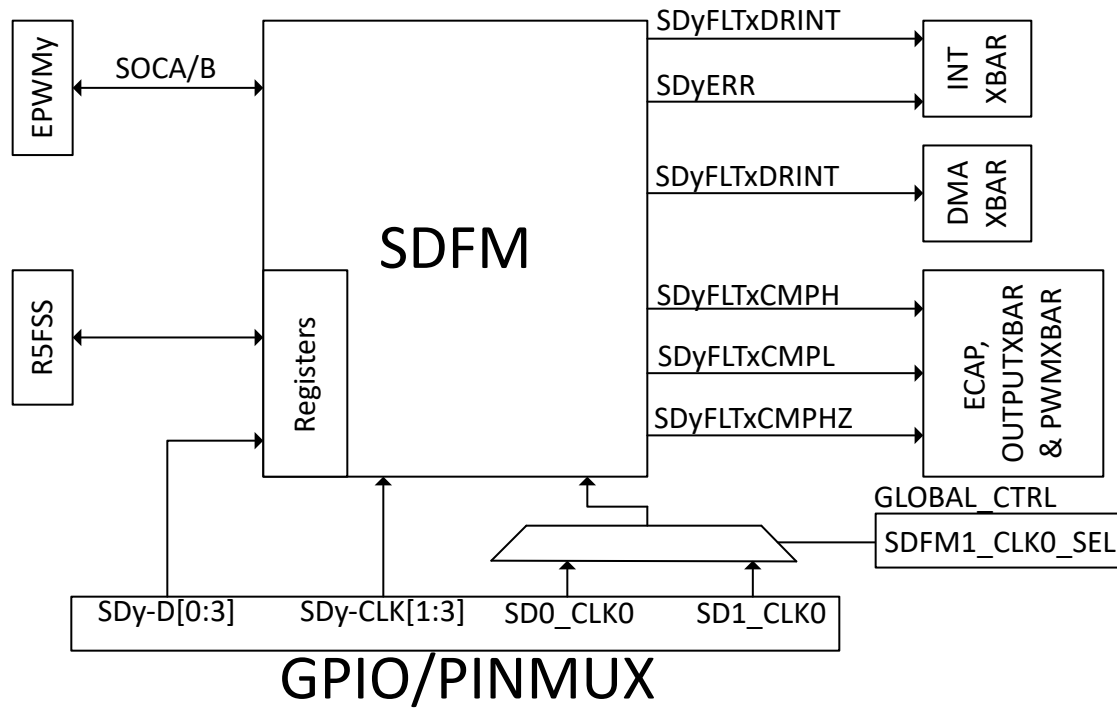 EPWMy
SOCA/B
SDFM
SDyFLTxDRINT
SDyERR
INT
XBAR
SDyFLTxDRINT
DMA
XBAR
R5FSS
Registers
SDyFLTxCMPH
SDyFLTxCMPL
SDyFLTxCMPHZ
ECAP,
OUTPUTXBAR
& PWMXBAR
GLOBAL_CTRL
SDFM1_CLK0_SEL
SDy-D[0:3]
SDy-CLK[1:3]
SD0_CLK0
SD1_CLK0
GPIO/PINMUX